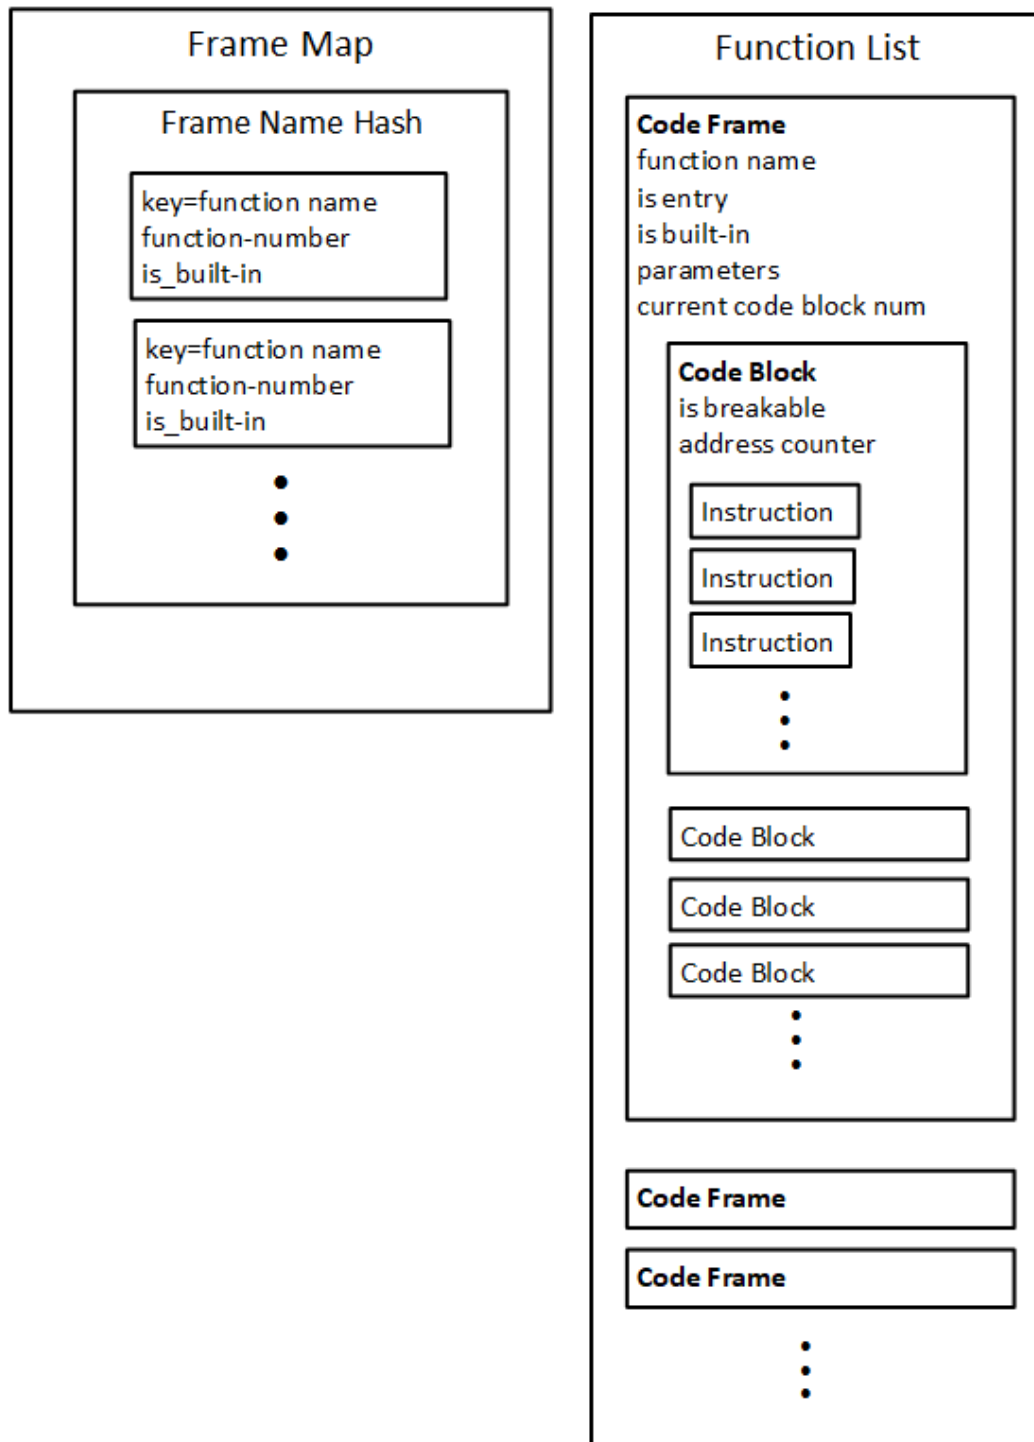 Frame Map
Frame Name Hash
key=function name
function-number
is_built-in
key=function name
function-number
is_built-in
Function List
Code Frame
function name
is entry
is built-in
parameters
current code block num
Code Block
is breakable
address counter
Instruction
Instruction
Instruction
Code Block
Code Block
Code Block
Code Frame
Code Frame